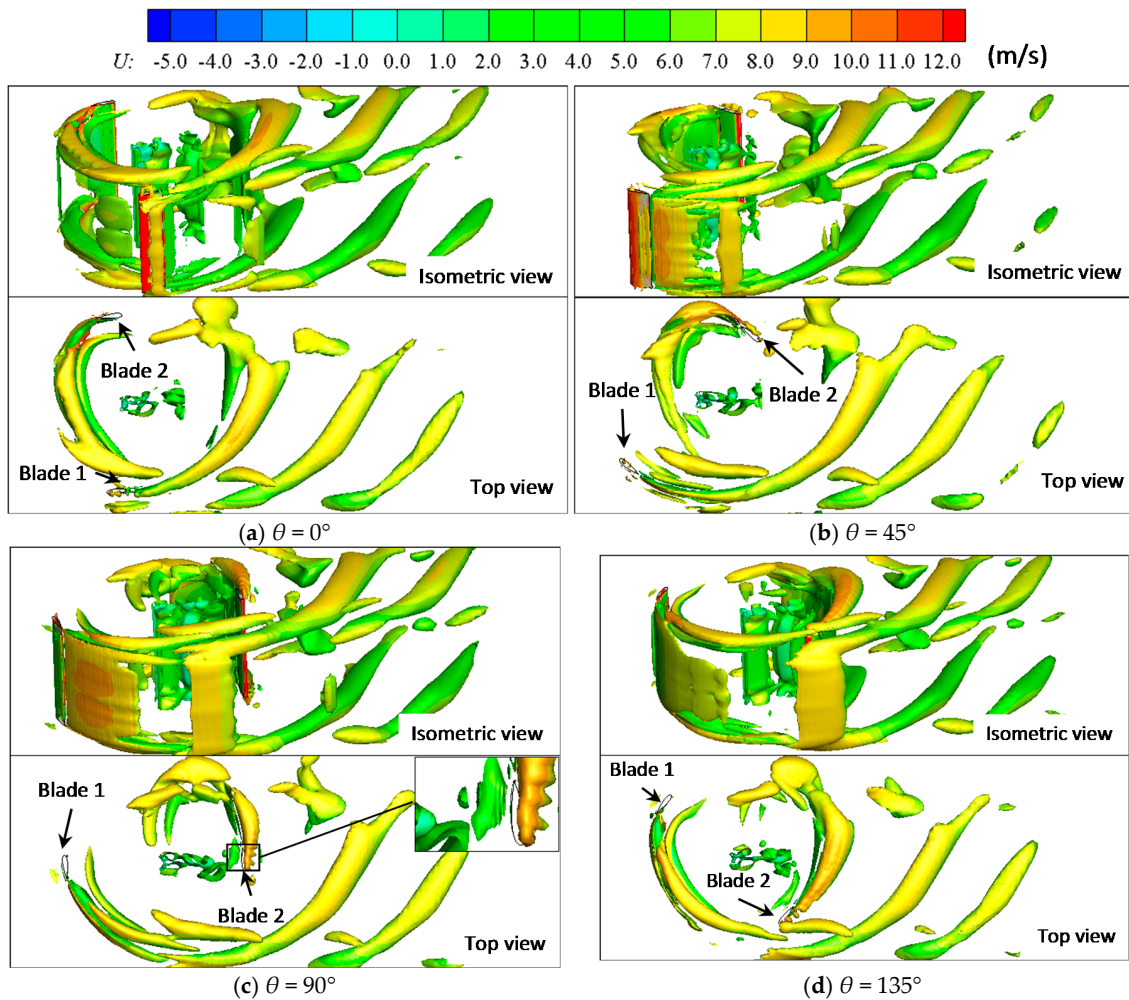 U: -5.0 -4.0 -3.0 -2.0 -1.0 0.0 1.0 2.0 3.0 4.0 5.0 6.0 7.0 8.0 9.0 10.0 11.0 12.0 (m/s)
Isometric view
Blade 2
Blade 1
Top view
(a) θ = 0°
Isometric view
Blade 1
Blade 2
Top view
(b) θ = 45°
Isometric view
Blade 1
Blade 2
Top view
(c) θ = 90°
Isometric view
Blade 1
Blade 2
Top view
(d) θ = 135°